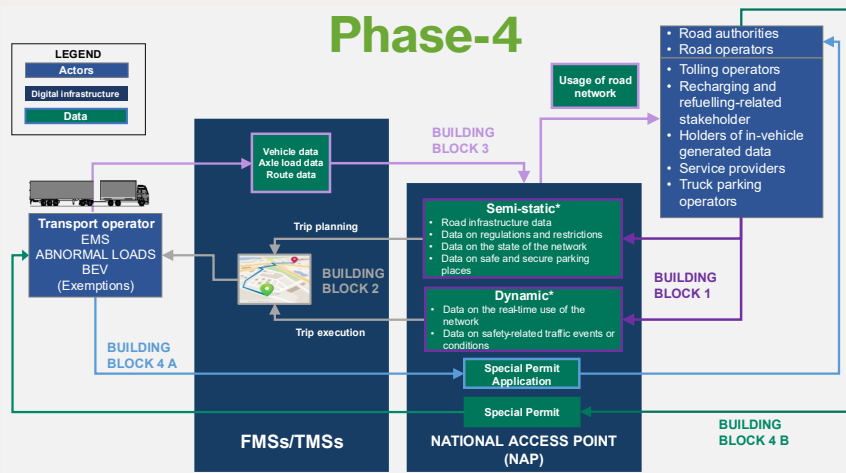 Phase-4
LEGEND
Actors
Digital infrastructure
Data
Usage of road
network
• Road authorities
• Road operators
• Tolling operators
• Recharging and
refuelling-related
stakeholder
• Holders of in-vehicle
generated data
• Service providers
• Truck parking
operators
Vehicle data
Axle load data
Route data
BUILDING
BLOCK 3
Transport operator
EMS
ABNORMAL LOADS
BEV
(Exemptions)
Trip planning
BUILDING
BLOCK 2
Trip execution
Semi-static*
• Road infrastructure data
• Data on regulations and restrictions
• Data on the state of the network
• Data on safe and secure parking
places
Dynamic*
• Data on the real-time use of the
network
• Data on safety-related traffic events or
conditions
BUILDING
BLOCK 1
BUILDING
BLOCK 4 A
Special Permit
Application
Special Permit
BUILDING
BLOCK 4 B
FMSs/TMSs
NATIONAL ACCESS POINT
(NAP)